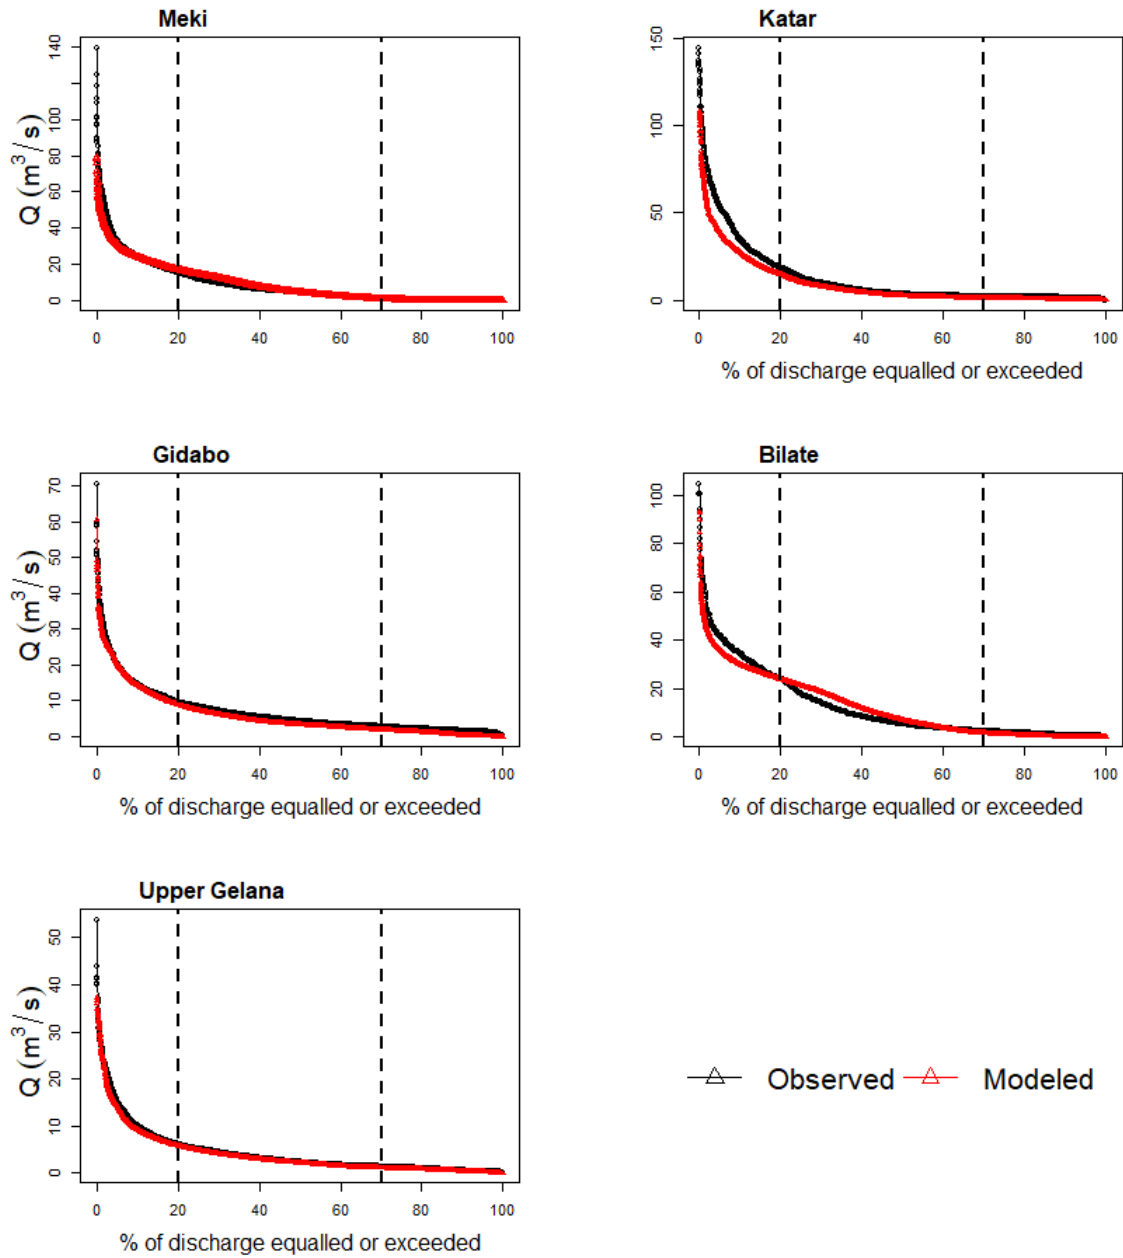 Meki
Q (m³/s)
0 20 40 60 80 100 140
0 20 40 60 80 100
Katar
0 50 100 150
0 20 40 60 80 100
% of discharge equalled or exceeded
Gidabo
Q (m³/s)
0 10 20 30 40 50 60 70
0 20 40 60 80 100
% of discharge equalled or exceeded
Bilate
0 20 40 60 80 100
0 20 40 60 80 100
% of discharge equalled or exceeded
Upper Gelana
Q (m³/s)
0 10 20 30 40 50
0 20 40 60 80 100
% of discharge equalled or exceeded
Observed Modeled